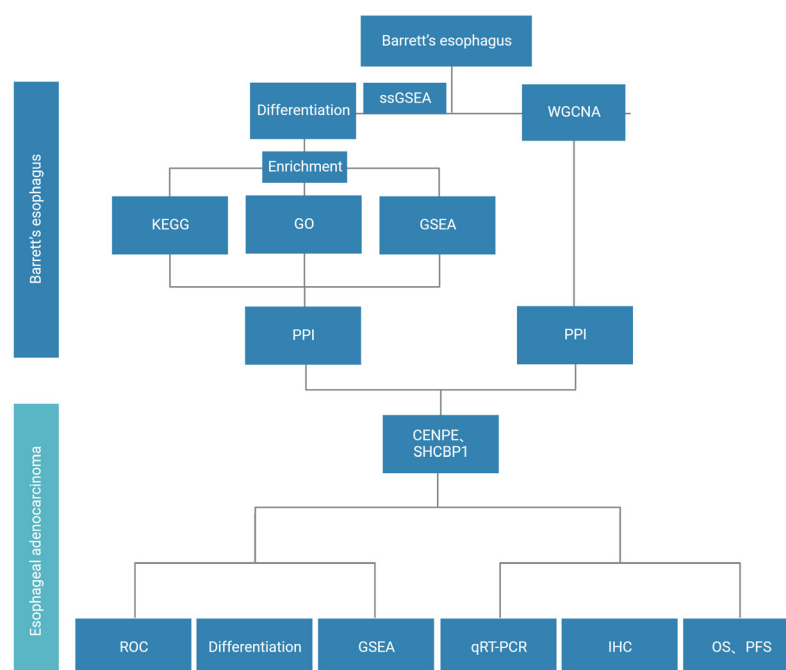 Barrett's esophagus
ssGSEA
Differentiation
WGCNA
Enrichment
KEGG
GO
GSEA
Barrett's esophagus
PPI
PPI
CENPE、
SHCBP1
Esophageal adenocarcinoma
ROC
Differentiation
GSEA
qRT-PCR
IHC
OS、PFS